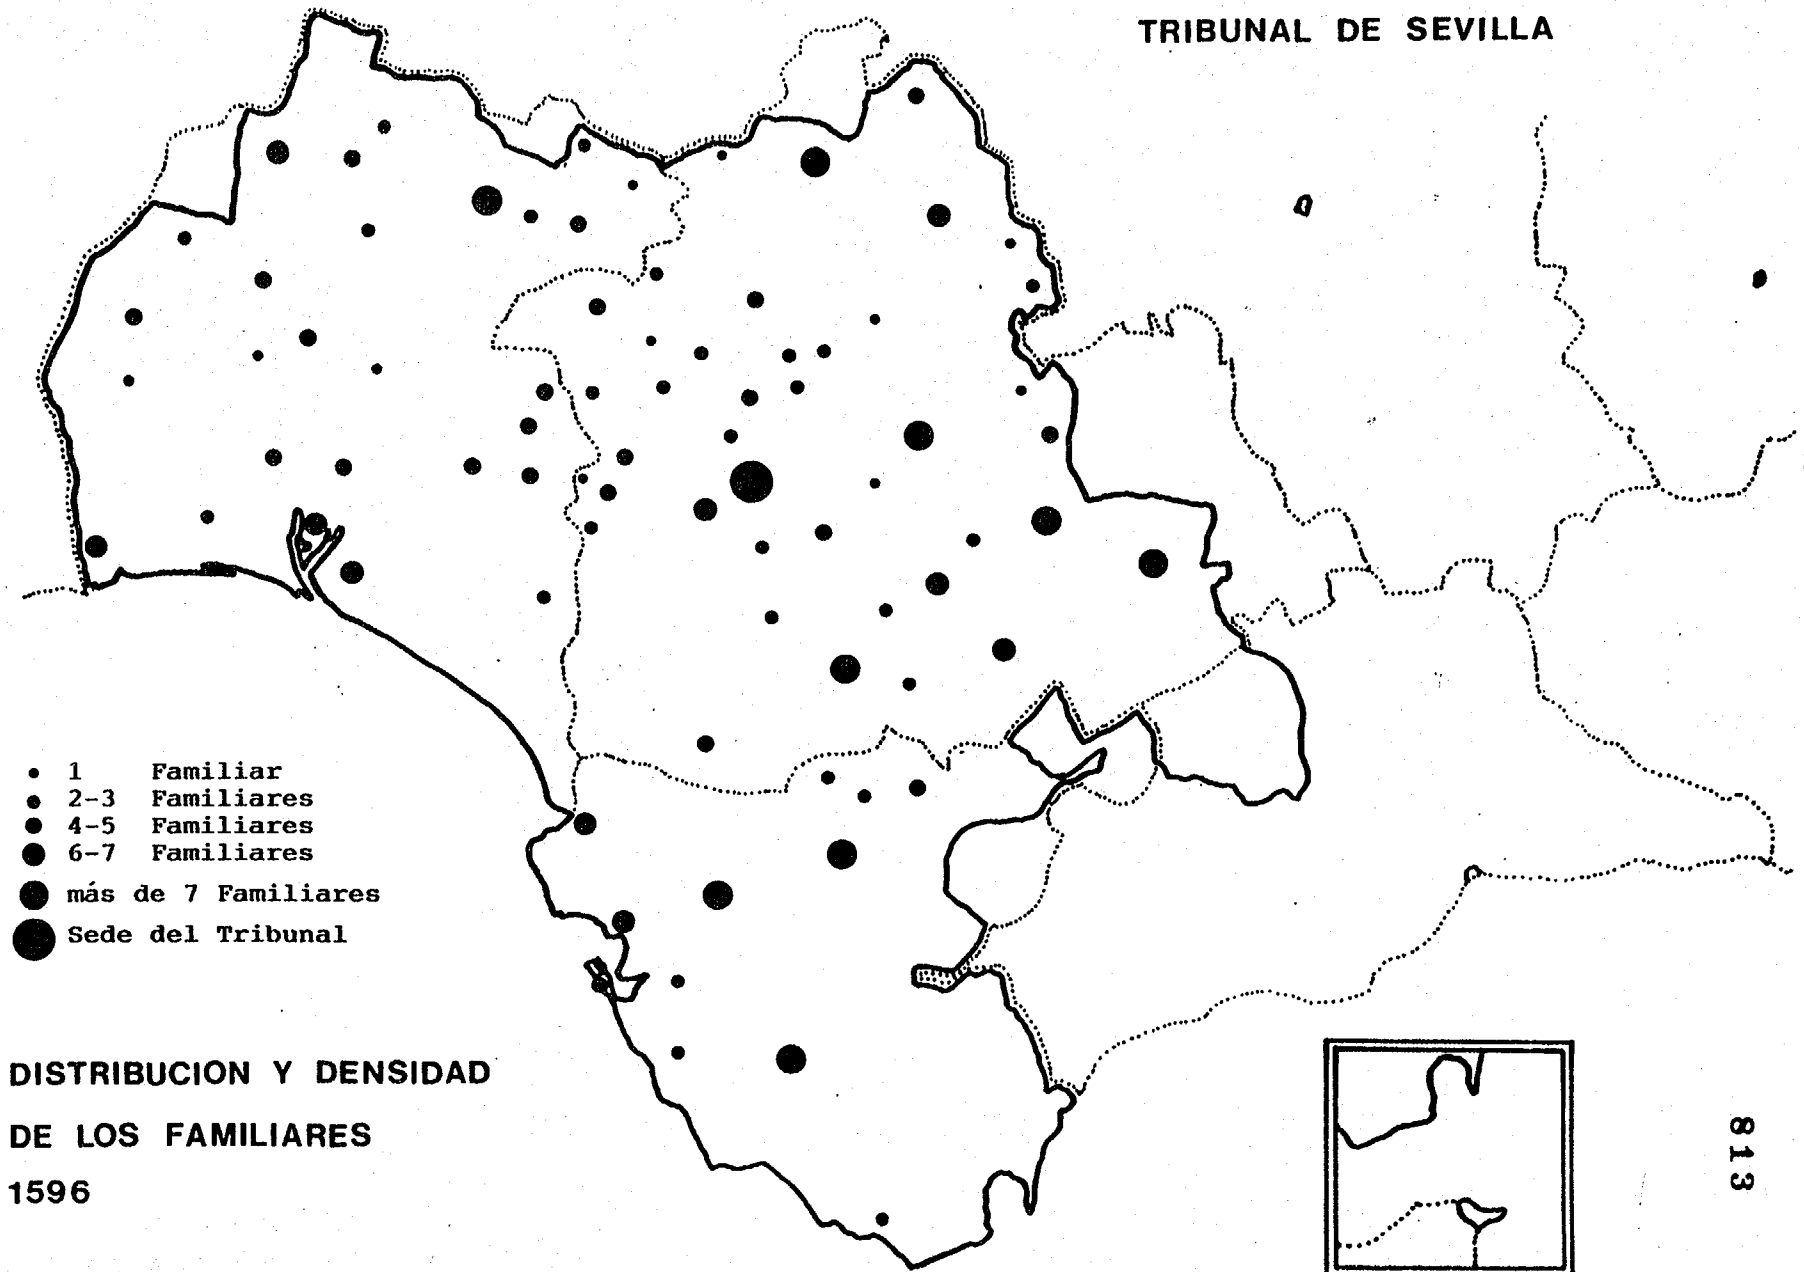 TRIBUNAL DE SEVILLA
1 Familiar
2-3 Familiares
4-5 Familiares
6-7 Familiares
más de 7 Familiares
Sede del Tribunal
DISTRIBUCION Y DENSIDAD
DE LOS FAMILIARES
1596
813